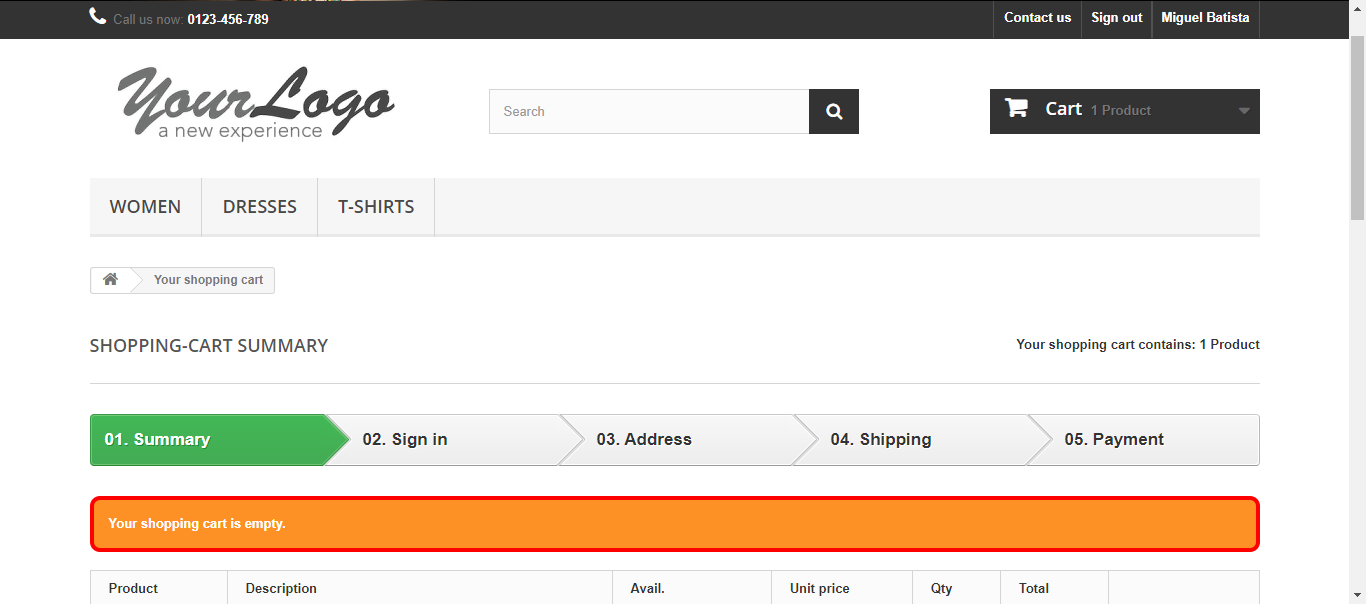 Call us now: 0123-456-789
Contact us Sign out Miguel Batista
YourLogo
a new experience
Search
Cart 1 Product
WOMEN DRESSES T-SHIRTS
Your shopping cart
SHOPPING-CART SUMMARY
Your shopping cart contains: 1 Product
01. Summary 02. Sign in 03. Address 04. Shipping 05. Payment
Your shopping cart is empty.
Product Description Avail. Unit price Qty Total